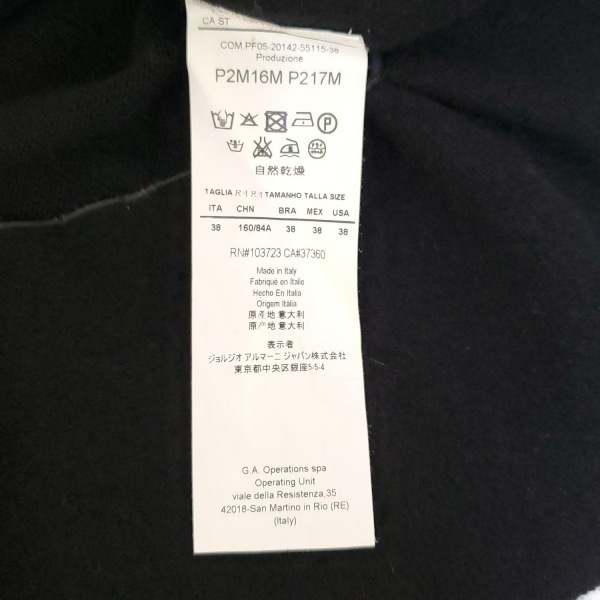 CA ST
COM.PF05-20142-55115-38
Produzione
P2M16M P217M
P
自然乾燥
TAGLIA 尺寸 尺寸 TAMANHO TALLA SIZE
ITA CHN BRA MEX USA
38 160/84A 38 38 38
RN#103723 CA#37360
Made in Italy
Fabriqué en Italie
Hecho En Italia
Origem Itália
原産地 意大利
原产地 意大利
表示者
ジョルジオ アルマーニ ジャパン株式会社
東京都中央区銀座5-5-4
G.A. Operations spa
Operating Unit
viale della Resistenza,35
42018-San Martino in Rio (RE)
(Italy)